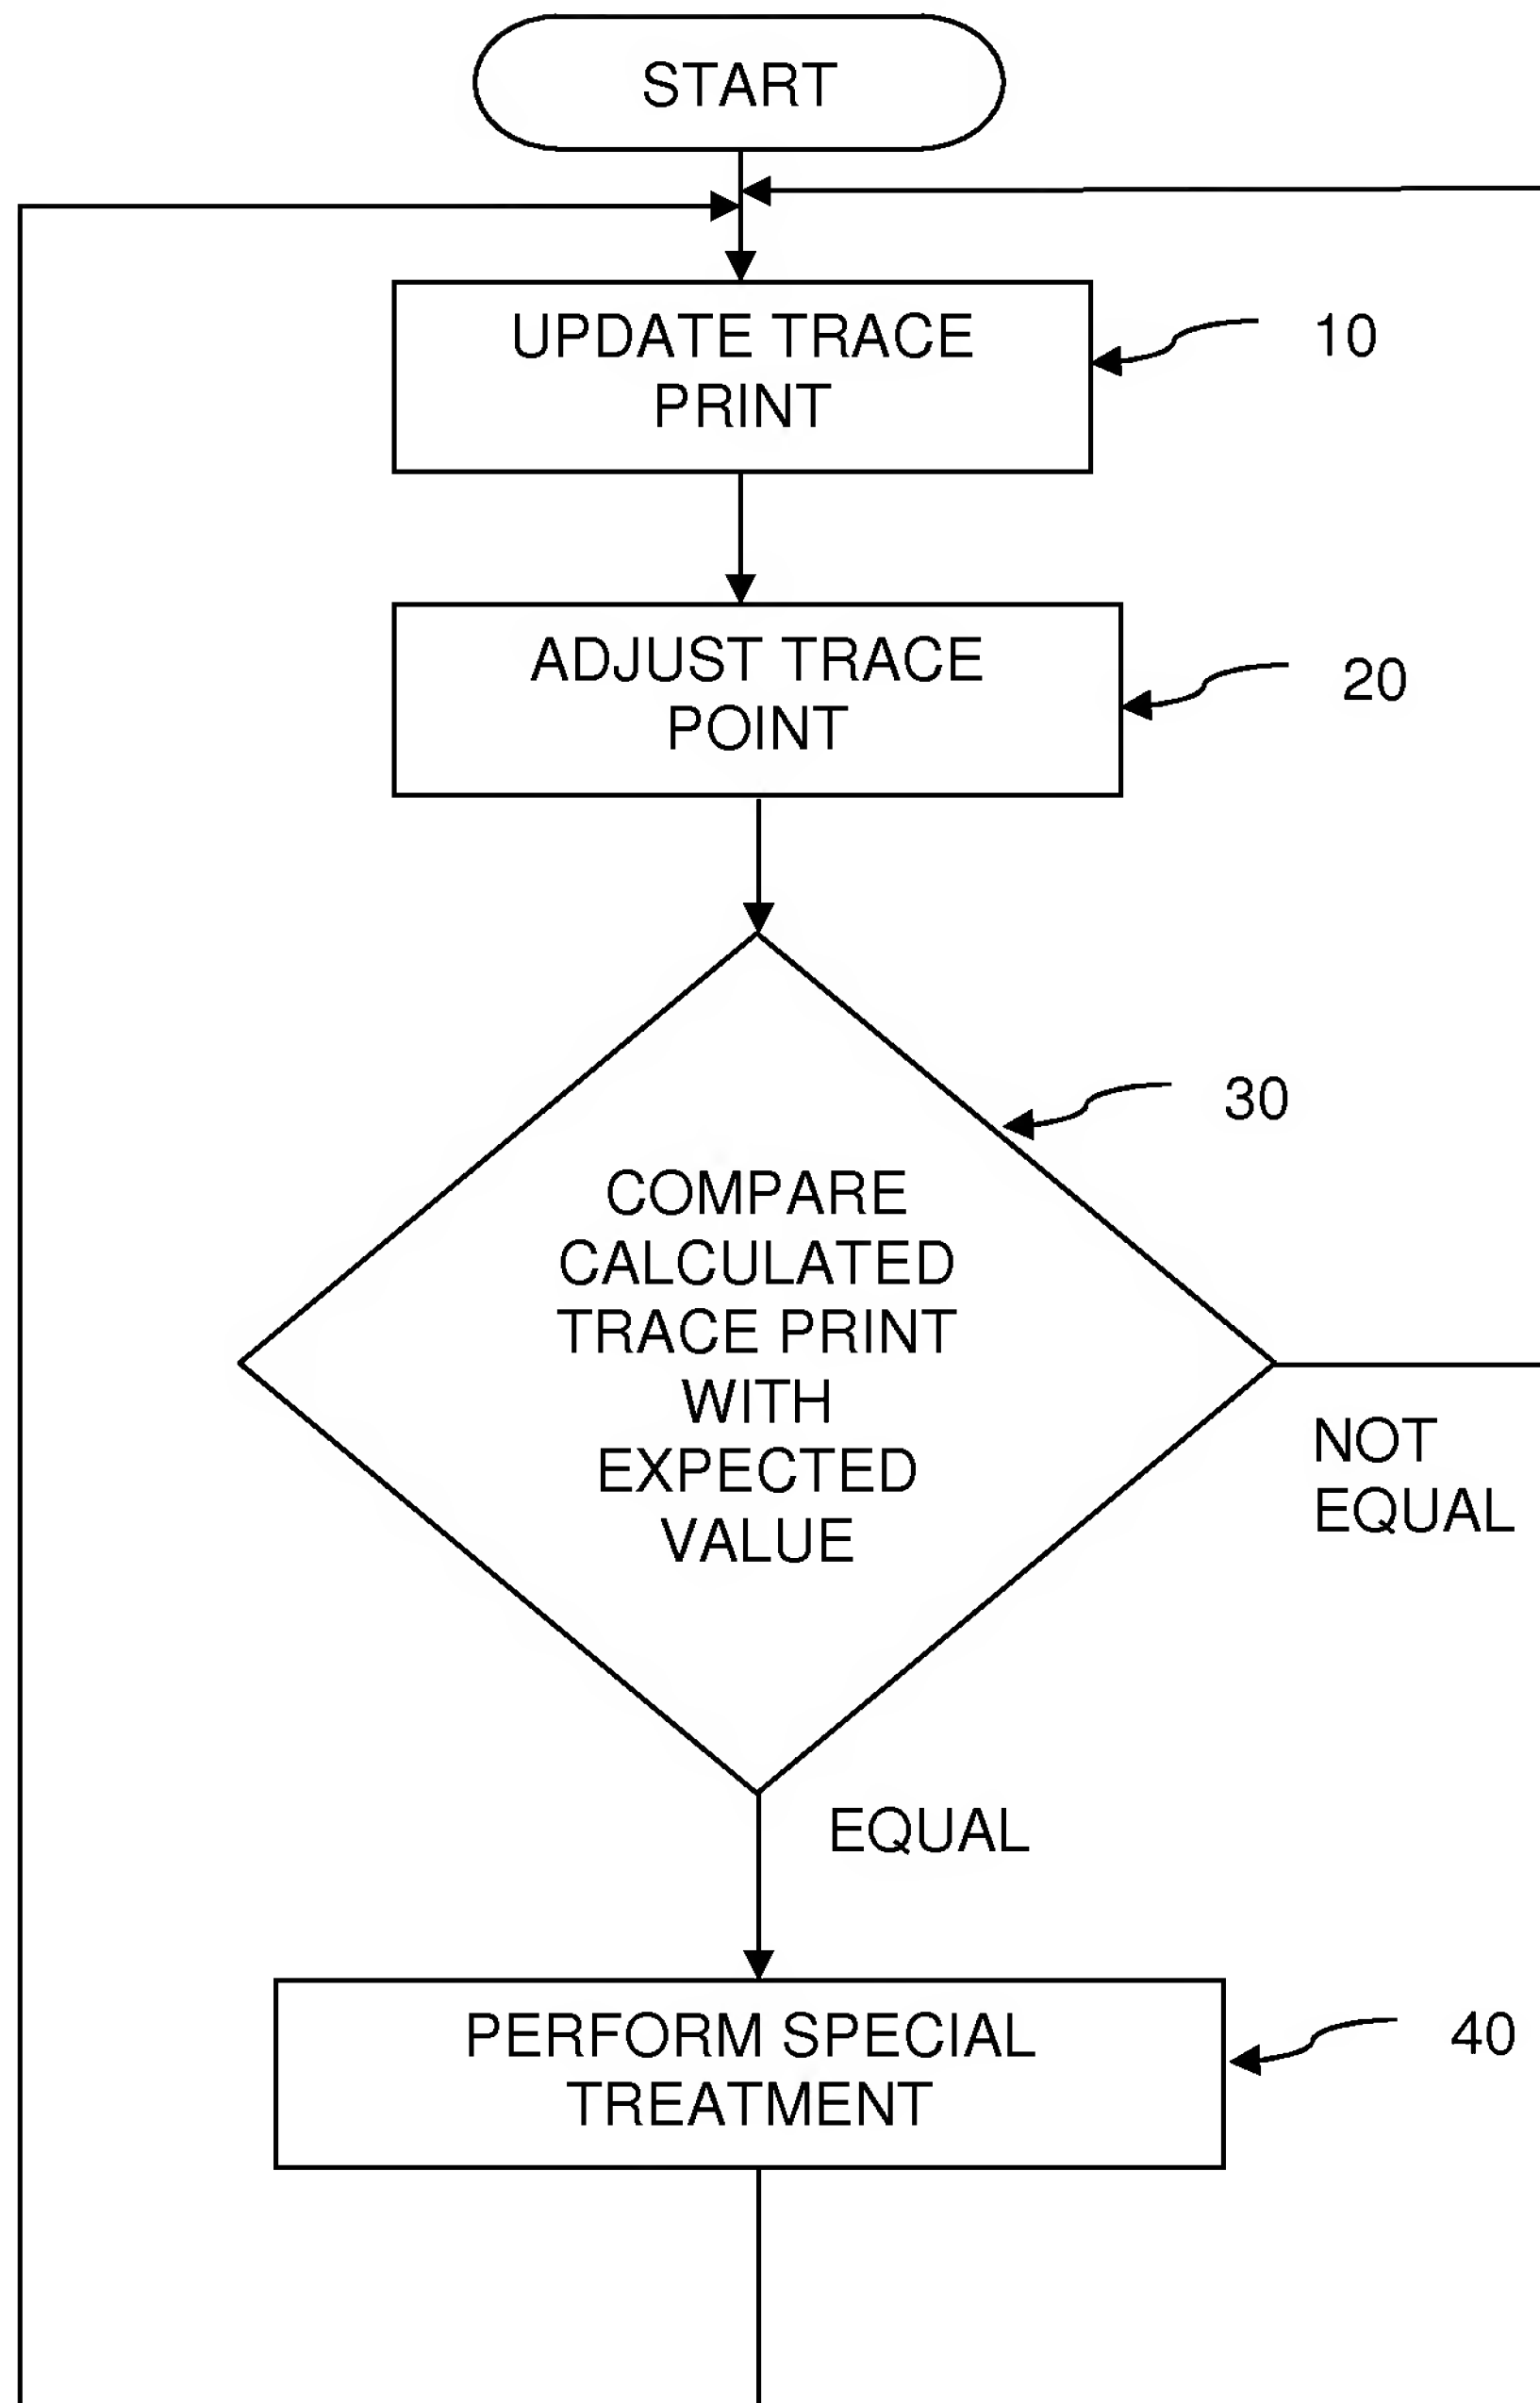 START
UPDATE TRACE
PRINT
10
ADJUST TRACE
POINT
20
30
COMPARE
CALCULATED
TRACE PRINT
WITH
EXPECTED
VALUE
NOT
EQUAL
EQUAL
PERFORM SPECIAL
TREATMENT
40